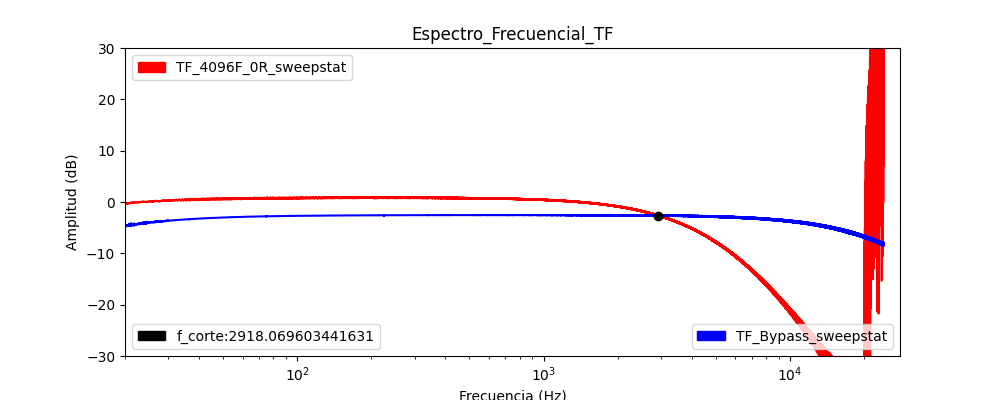 Espectro_Frecuencial_TF
TF_4096F_0R_sweepstat
Amplitud (dB)
30
20
10
0
−10
−20
−30
f_corte:2918.069603441631
TF_Bypass_sweepstat
10²
10³
10⁴
Frecuencia (Hz)